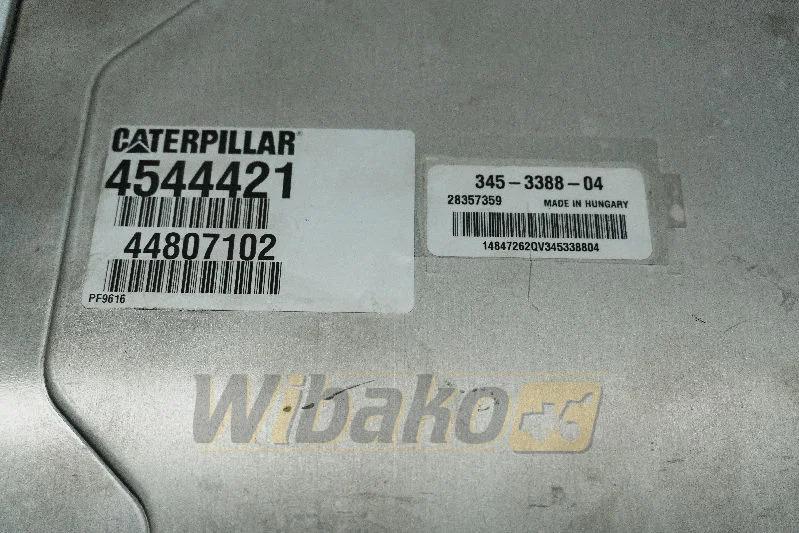 CATERPILLAR®
4544421
44807102
PF9616
345-3388-04
28357359 MADE IN HUNGARY
14847262QV345338804
Wibako